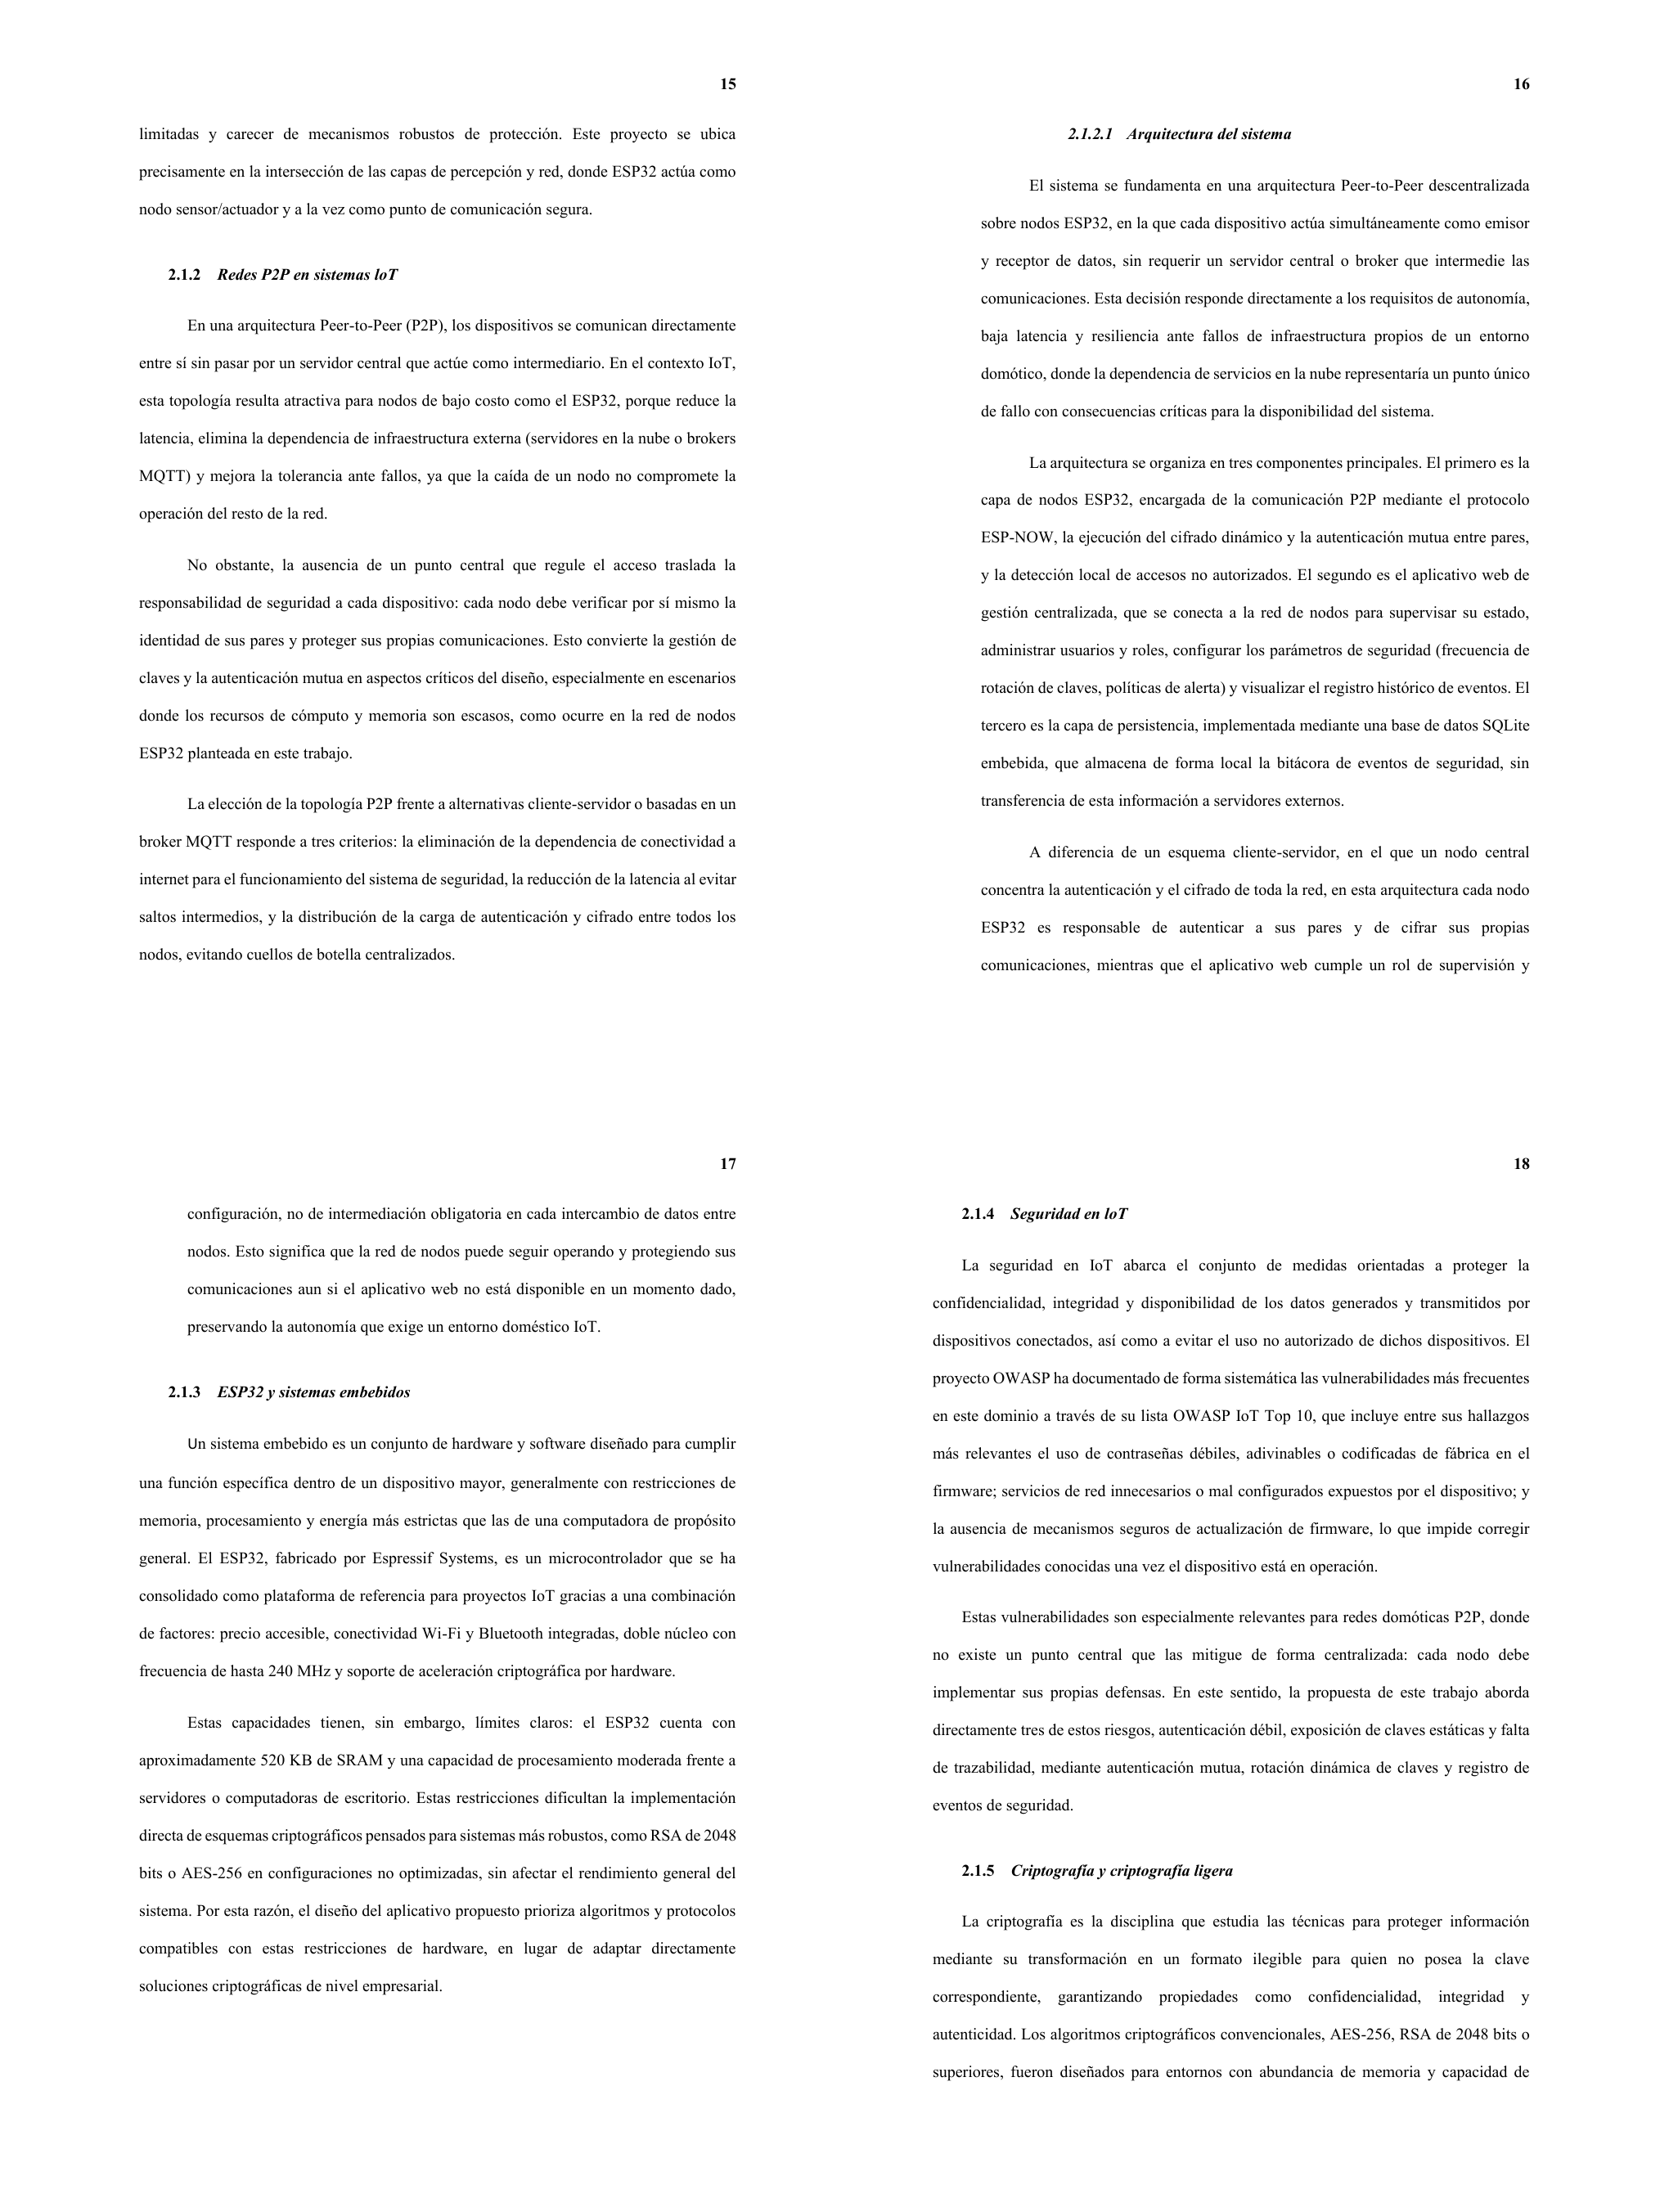 15
limitadas y carecer de mecanismos robustos de protección. Este proyecto se ubica
precisamente en la intersección de las capas de percepción y red, donde ESP32 actúa como
nodo sensor/actuador y a la vez como punto de comunicación segura.
2.1.2 Redes P2P en sistemas loT
En una arquitectura Peer-to-Peer (P2P), los dispositivos se comunican directamente
entre sí sin pasar por un servidor central que actúe como intermediario. En el contexto IoT,
esta topología resulta atractiva para nodos de bajo costo como el ESP32, porque reduce la
latencia, elimina la dependencia de infraestructura externa (servidores en la nube o brokers
MQTT) y mejora la tolerancia ante fallos, ya que la caída de un nodo no compromete la
operación del resto de la red.
No obstante, la ausencia de un punto central que regule el acceso traslada la
responsabilidad de seguridad a cada dispositivo: cada nodo debe verificar por sí mismo la
identidad de sus pares y proteger sus propias comunicaciones. Esto convierte la gestión de
claves y la autenticación mutua en aspectos críticos del diseño, especialmente en escenarios
donde los recursos de cómputo y memoria son escasos, como ocurre en la red de nodos
ESP32 planteada en este trabajo.
La elección de la topología P2P frente a alternativas cliente-servidor o basadas en un
broker MQTT responde a tres criterios: la eliminación de la dependencia de conectividad a
internet para el funcionamiento del sistema de seguridad, la reducción de la latencia al evitar
saltos intermedios, y la distribución de la carga de autenticación y cifrado entre todos los
nodos, evitando cuellos de botella centralizados.
16
2.1.2.1 Arquitectura del sistema
El sistema se fundamenta en una arquitectura Peer-to-Peer descentralizada
sobre nodos ESP32, en la que cada dispositivo actúa simultáneamente como emisor
y receptor de datos, sin requerir un servidor central o broker que intermedie las
comunicaciones. Esta decisión responde directamente a los requisitos de autonomía,
baja latencia y resiliencia ante fallos de infraestructura propios de un entorno
domótico, donde la dependencia de servicios en la nube representaría un punto único
de fallo con consecuencias críticas para la disponibilidad del sistema.
La arquitectura se organiza en tres componentes principales. El primero es la
capa de nodos ESP32, encargada de la comunicación P2P mediante el protocolo
ESP-NOW, la ejecución del cifrado dinámico y la autenticación mutua entre pares,
y la detección local de accesos no autorizados. El segundo es el aplicativo web de
gestión centralizada, que se conecta a la red de nodos para supervisar su estado,
administrar usuarios y roles, configurar los parámetros de seguridad (frecuencia de
rotación de claves, políticas de alerta) y visualizar el registro histórico de eventos. El
tercero es la capa de persistencia, implementada mediante una base de datos SQLite
embebida, que almacena de forma local la bitácora de eventos de seguridad, sin
transferencia de esta información a servidores externos.
A diferencia de un esquema cliente-servidor, en el que un nodo central
concentra la autenticación y el cifrado de toda la red, en esta arquitectura cada nodo
ESP32 es responsable de autenticar a sus pares y de cifrar sus propias
comunicaciones, mientras que el aplicativo web cumple un rol de supervisión y
17
configuración, no de intermediación obligatoria en cada intercambio de datos entre
nodos. Esto significa que la red de nodos puede seguir operando y protegiendo sus
comunicaciones aun si el aplicativo web no está disponible en un momento dado,
preservando la autonomía que exige un entorno doméstico IoT.
2.1.3 ESP32 y sistemas embebidos
Un sistema embebido es un conjunto de hardware y software diseñado para cumplir
una función específica dentro de un dispositivo mayor, generalmente con restricciones de
memoria, procesamiento y energía más estrictas que las de una computadora de propósito
general. El ESP32, fabricado por Espressif Systems, es un microcontrolador que se ha
consolidado como plataforma de referencia para proyectos IoT gracias a una combinación
de factores: precio accesible, conectividad Wi-Fi y Bluetooth integradas, doble núcleo con
frecuencia de hasta 240 MHz y soporte de aceleración criptográfica por hardware.
Estas capacidades tienen, sin embargo, límites claros: el ESP32 cuenta con
aproximadamente 520 KB de SRAM y una capacidad de procesamiento moderada frente a
servidores o computadoras de escritorio. Estas restricciones dificultan la implementación
directa de esquemas criptográficos pensados para sistemas más robustos, como RSA de 2048
bits o AES-256 en configuraciones no optimizadas, sin afectar el rendimiento general del
sistema. Por esta razón, el diseño del aplicativo propuesto prioriza algoritmos y protocolos
compatibles con estas restricciones de hardware, en lugar de adaptar directamente
soluciones criptográficas de nivel empresarial.
18
2.1.4 Seguridad en loT
La seguridad en IoT abarca el conjunto de medidas orientadas a proteger la
confidencialidad, integridad y disponibilidad de los datos generados y transmitidos por
dispositivos conectados, así como a evitar el uso no autorizado de dichos dispositivos. El
proyecto OWASP ha documentado de forma sistemática las vulnerabilidades más frecuentes
en este dominio a través de su lista OWASP IoT Top 10, que incluye entre sus hallazgos
más relevantes el uso de contraseñas débiles, adivinables o codificadas de fábrica en el
firmware; servicios de red innecesarios o mal configurados expuestos por el dispositivo; y
la ausencia de mecanismos seguros de actualización de firmware, lo que impide corregir
vulnerabilidades conocidas una vez el dispositivo está en operación.
Estas vulnerabilidades son especialmente relevantes para redes domóticas P2P, donde
no existe un punto central que las mitigue de forma centralizada: cada nodo debe
implementar sus propias defensas. En este sentido, la propuesta de este trabajo aborda
directamente tres de estos riesgos, autenticación débil, exposición de claves estáticas y falta
de trazabilidad, mediante autenticación mutua, rotación dinámica de claves y registro de
eventos de seguridad.
2.1.5 Criptografía y criptografía ligera
La criptografía es la disciplina que estudia las técnicas para proteger información
mediante su transformación en un formato ilegible para quien no posea la clave
correspondiente, garantizando propiedades como confidencialidad, integridad y
autenticidad. Los algoritmos criptográficos convencionales, AES-256, RSA de 2048 bits o
superiores, fueron diseñados para entornos con abundancia de memoria y capacidad de